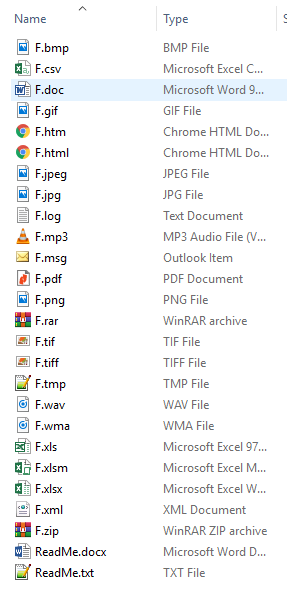 Name Type S
F.bmp BMP File
F.csv Microsoft Excel C...
F.doc Microsoft Word 9...
F.gif GIF File
F.htm Chrome HTML Do...
F.html Chrome HTML Do...
F.jpeg JPEG File
F.jpg JPG File
F.log Text Document
F.mp3 MP3 Audio File (V...
F.msg Outlook Item
F.pdf PDF Document
F.png PNG File
F.rar WinRAR archive
F.tif TIF File
F.tiff TIFF File
F.tmp TMP File
F.wav WAV File
F.wma WMA File
F.xls Microsoft Excel 97...
F.xlsm Microsoft Excel M...
F.xlsx Microsoft Excel W...
F.xml XML Document
F.zip WinRAR ZIP archive
ReadMe.docx Microsoft Word D...
ReadMe.txt TXT File